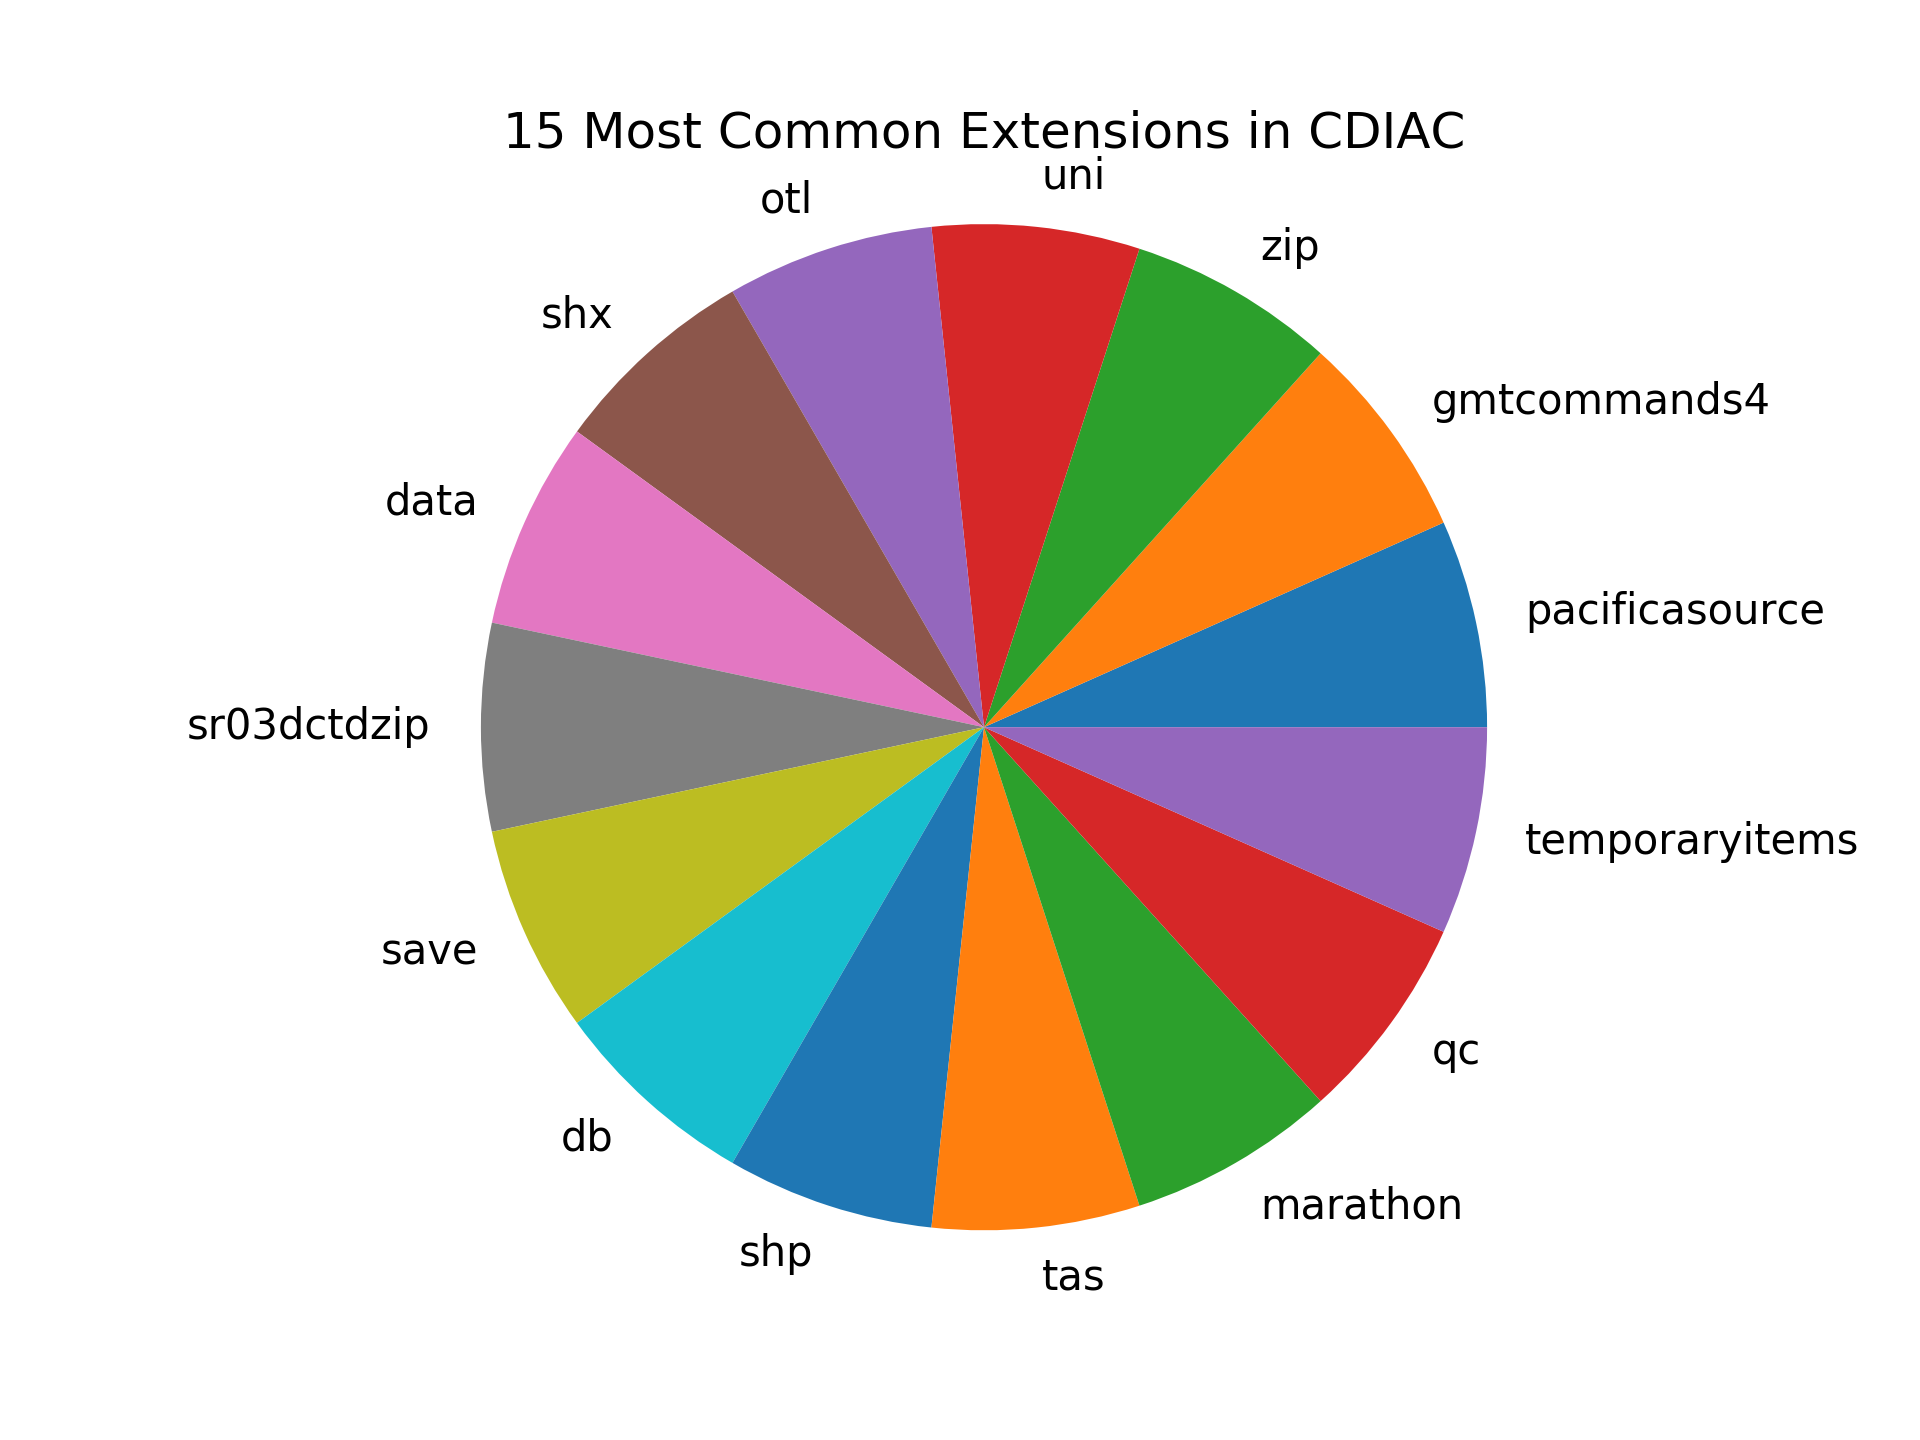 15 Most Common Extensions in CDIAC
uni
otl
zip
shx
gmtcommands4
data
pacificasource
sr03dctdzip
temporaryitems
save
qc
db
marathon
shp
tas